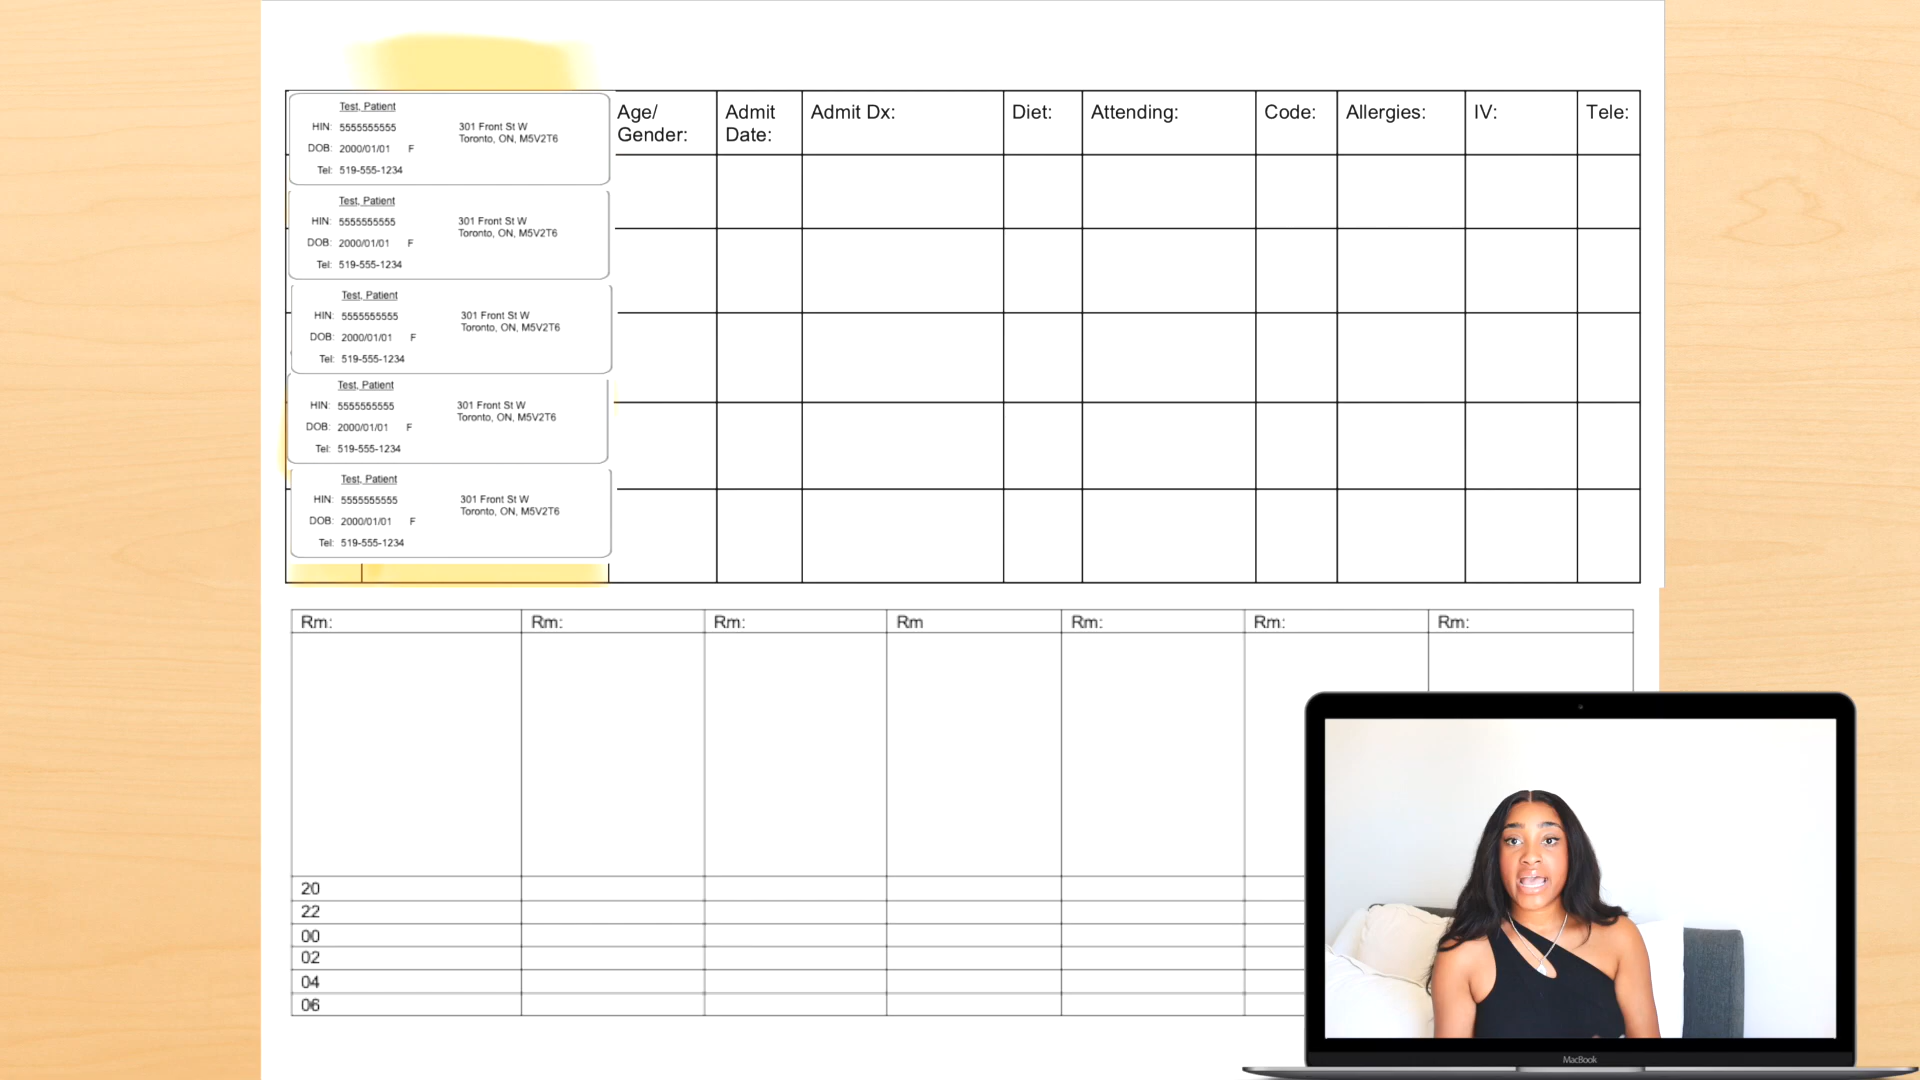 Test, Patient
HIN: 5555555555 301 Front St W
Toronto, ON, M5V2T6
DOB: 2000/01/01 F
Tel: 519-555-1234
Age/ Gender: Admit Date: Admit Dx: Diet: Attending: Code: Allergies: IV: Tele:
Test, Patient
HIN: 5555555555 301 Front St W
Toronto, ON, M5V2T6
DOB: 2000/01/01 F
Tel: 519-555-1234
Test, Patient
HIN: 5555555555 301 Front St W
Toronto, ON, M5V2T6
DOB: 2000/01/01 F
Tel: 519-555-1234
Test, Patient
HIN: 5555555555 301 Front St W
Toronto, ON, M5V2T6
DOB: 2000/01/01 F
Tel: 519-555-1234
Test, Patient
HIN: 5555555555 301 Front St W
Toronto, ON, M5V2T6
DOB: 2000/01/01 F
Tel: 519-555-1234
Rm: Rm: Rm: Rm Rm: Rm: Rm:
20
22
00
02
04
06
MacBook